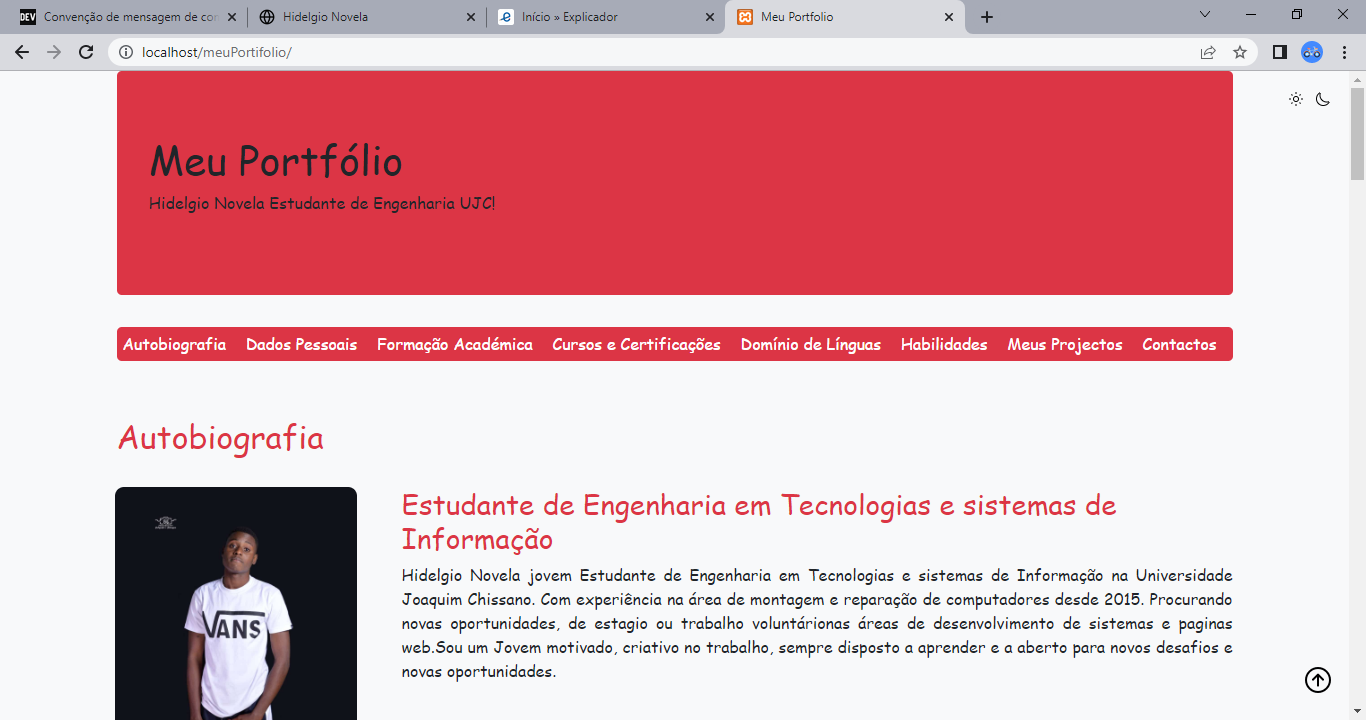 Convenção de mensagem de con
Hidelgio Novela
Início » Explicador
Meu Portfolio
localhost/meuPortifolio/
Meu Portfólio
Hidelgio Novela Estudante de Engenharia UJC!
Autobiografia Dados Pessoais Formação Académica Cursos e Certificações Domínio de Línguas Habilidades Meus Projectos Contactos
Autobiografia
Estudante de Engenharia em Tecnologias e sistemas de
Informação
Hidelgio Novela jovem Estudante de Engenharia em Tecnologias e sistemas de Informação na Universidade
Joaquim Chissano. Com experiência na área de montagem e reparação de computadores desde 2015. Procurando
novas oportunidades, de estagio ou trabalho voluntárionas áreas de desenvolvimento de sistemas e paginas
web.Sou um Jovem motivado, criativo no trabalho, sempre disposto a aprender e a aberto para novos desafios e
novas oportunidades.
DEV
VANS